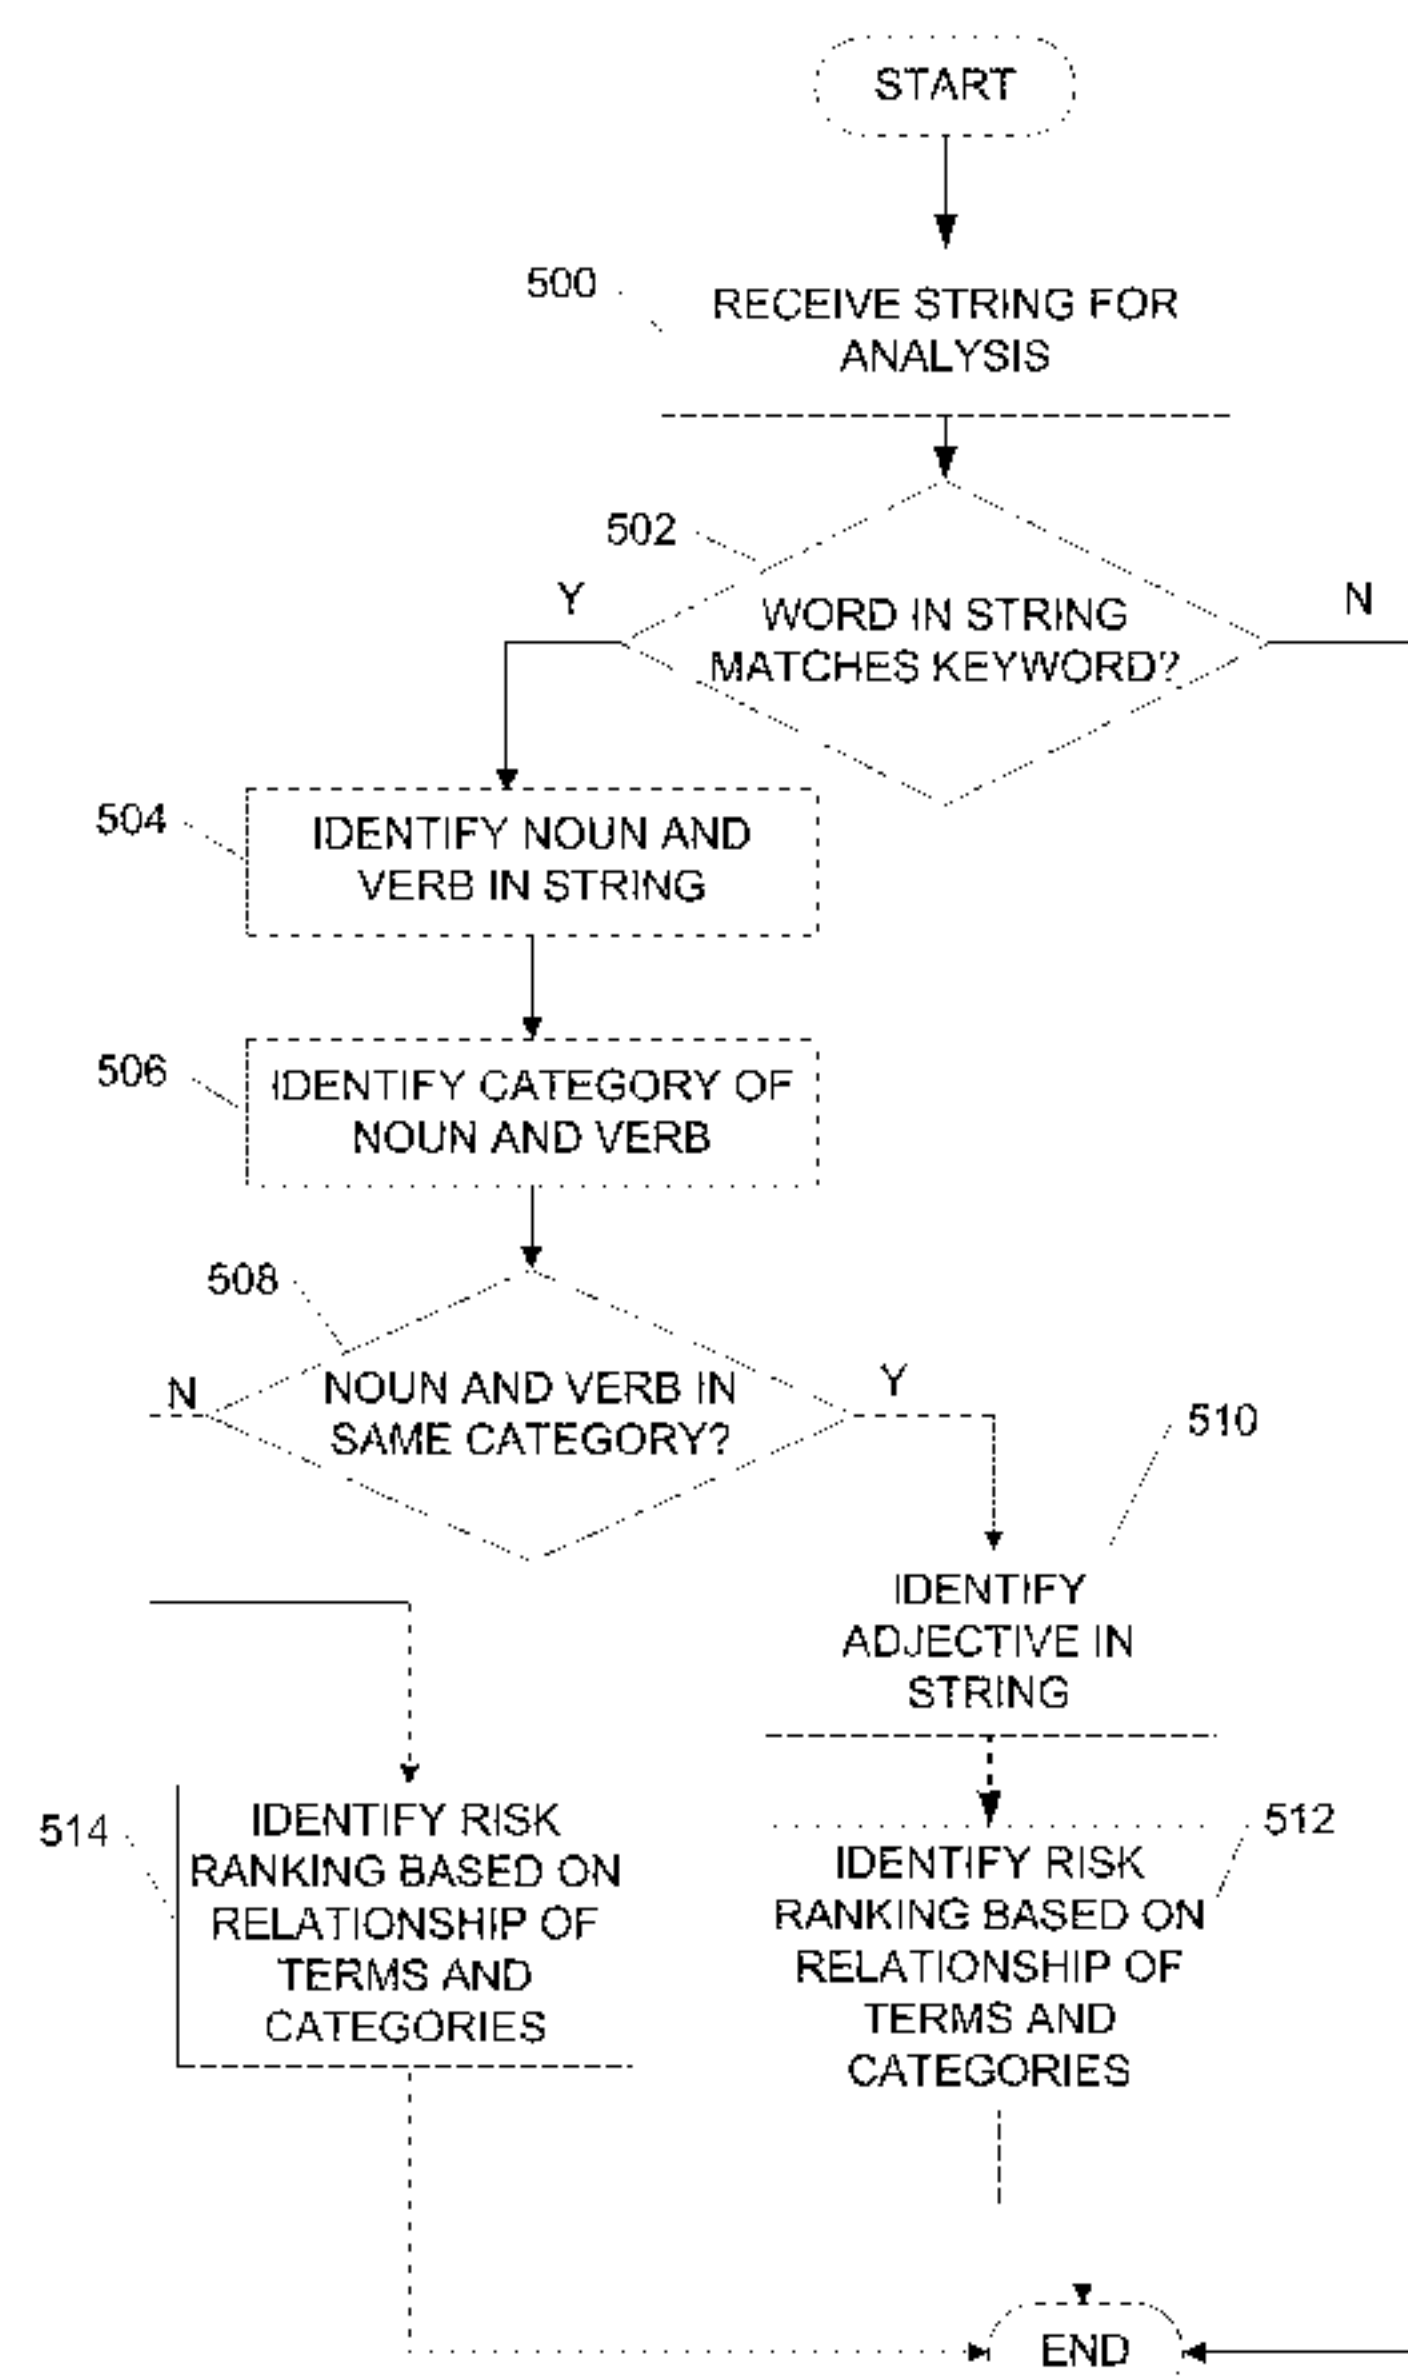 START
500
RECEIVE STRING FOR
ANALYSIS
502
Y
N
WORD IN STRING
MATCHES KEYWORD?
504
IDENTIFY NOUN AND
VERB IN STRING
506
IDENTIFY CATEGORY OF
NOUN AND VERB
508
N
Y
NOUN AND VERB IN
SAME CATEGORY?
510
IDENTIFY
ADJECTIVE IN
STRING
514
IDENTIFY RISK
RANKING BASED ON
RELATIONSHIP OF
TERMS AND
CATEGORIES
512
IDENTIFY RISK
RANKING BASED ON
RELATIONSHIP OF
TERMS AND
CATEGORIES
END